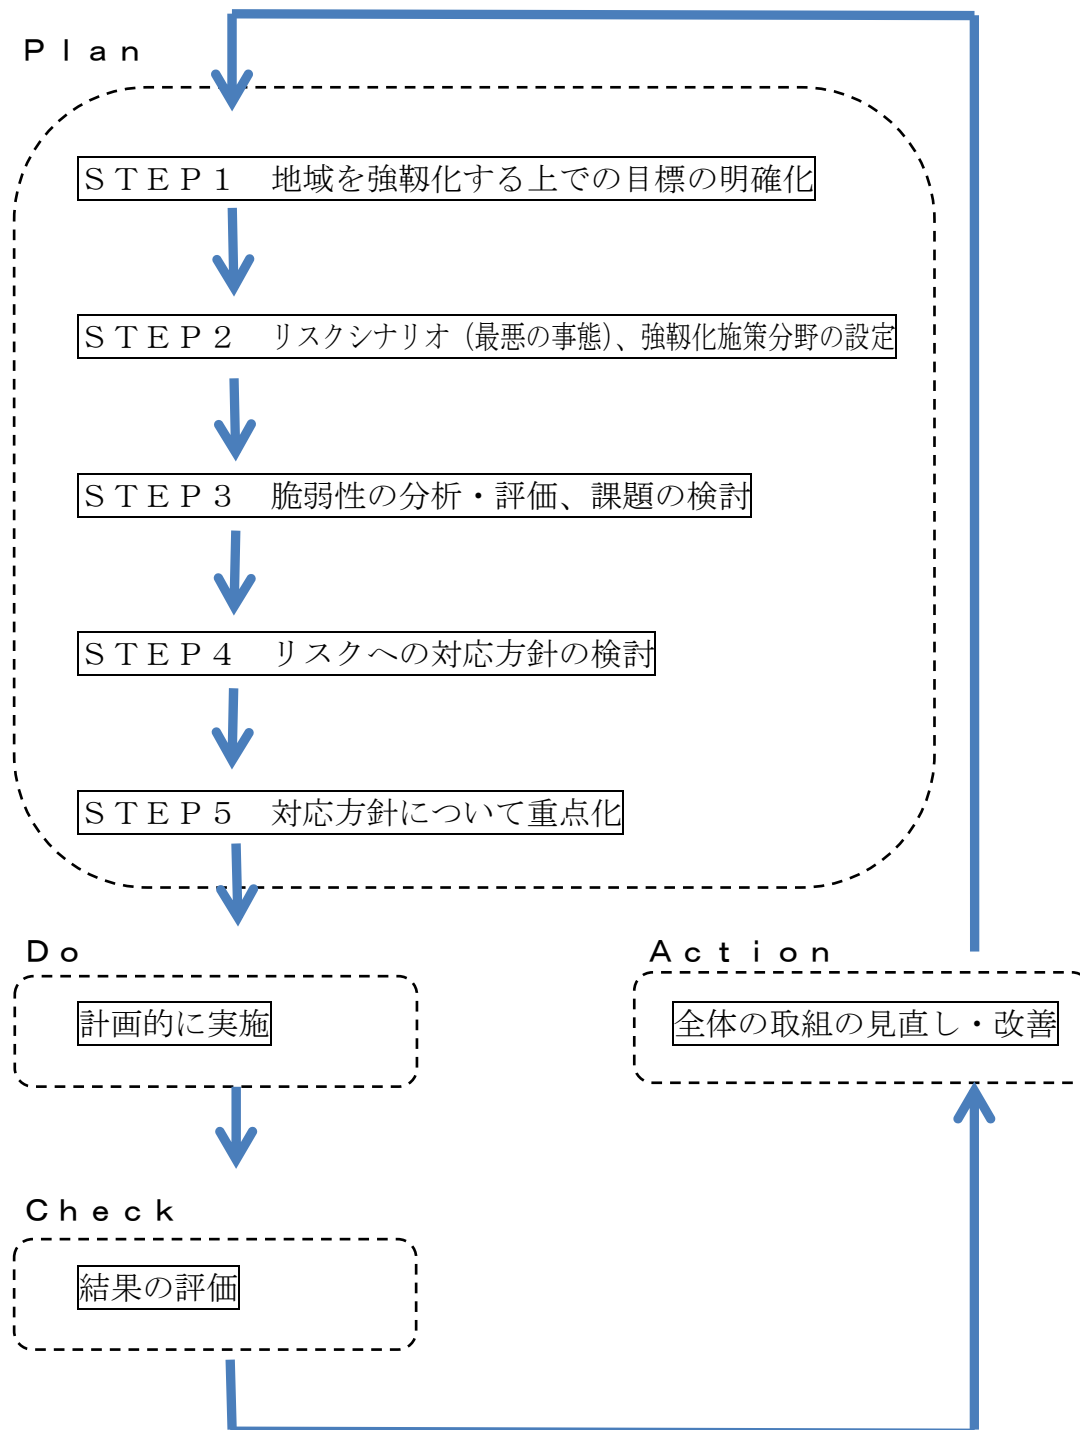 Ｐｌａｎ
ＳＴＥＰ１　地域を強靱化する上での目標の明確化
ＳＴＥＰ２　リスクシナリオ（最悪の事態）、強靱化施策分野の設定
ＳＴＥＰ３　脆弱性の分析・評価、課題の検討
ＳＴＥＰ４　リスクへの対応方針の検討
ＳＴＥＰ５　対応方針について重点化
Ｄｏ
計画的に実施
Ｃｈｅｃｋ
結果の評価
Ａｃｔｉｏｎ
全体の取組の見直し・改善